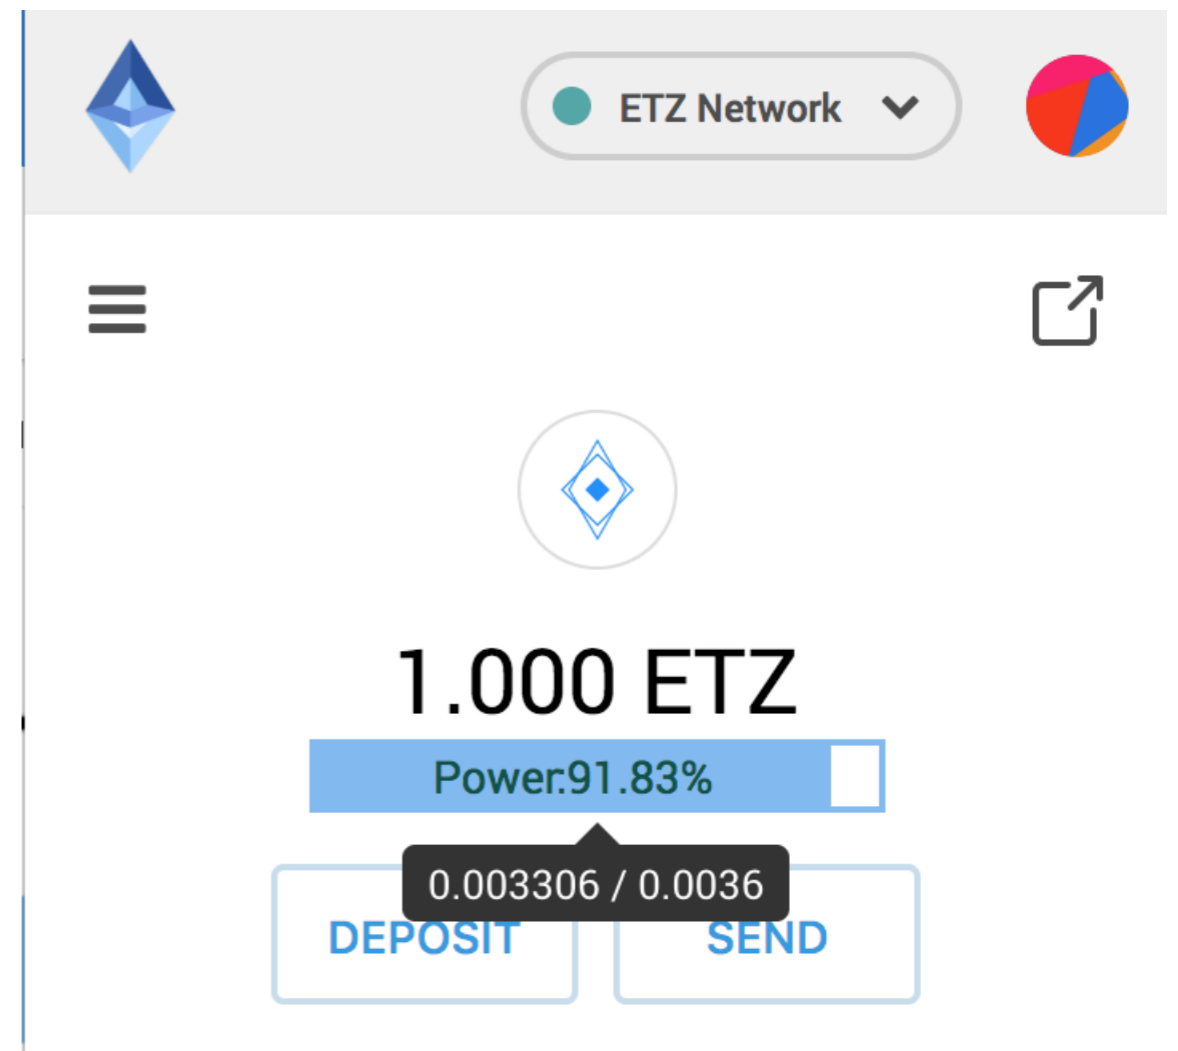 ETZ Network
1.000 ETZ
Power:91.83%
0.003306 / 0.0036
DEPOSIT
SEND